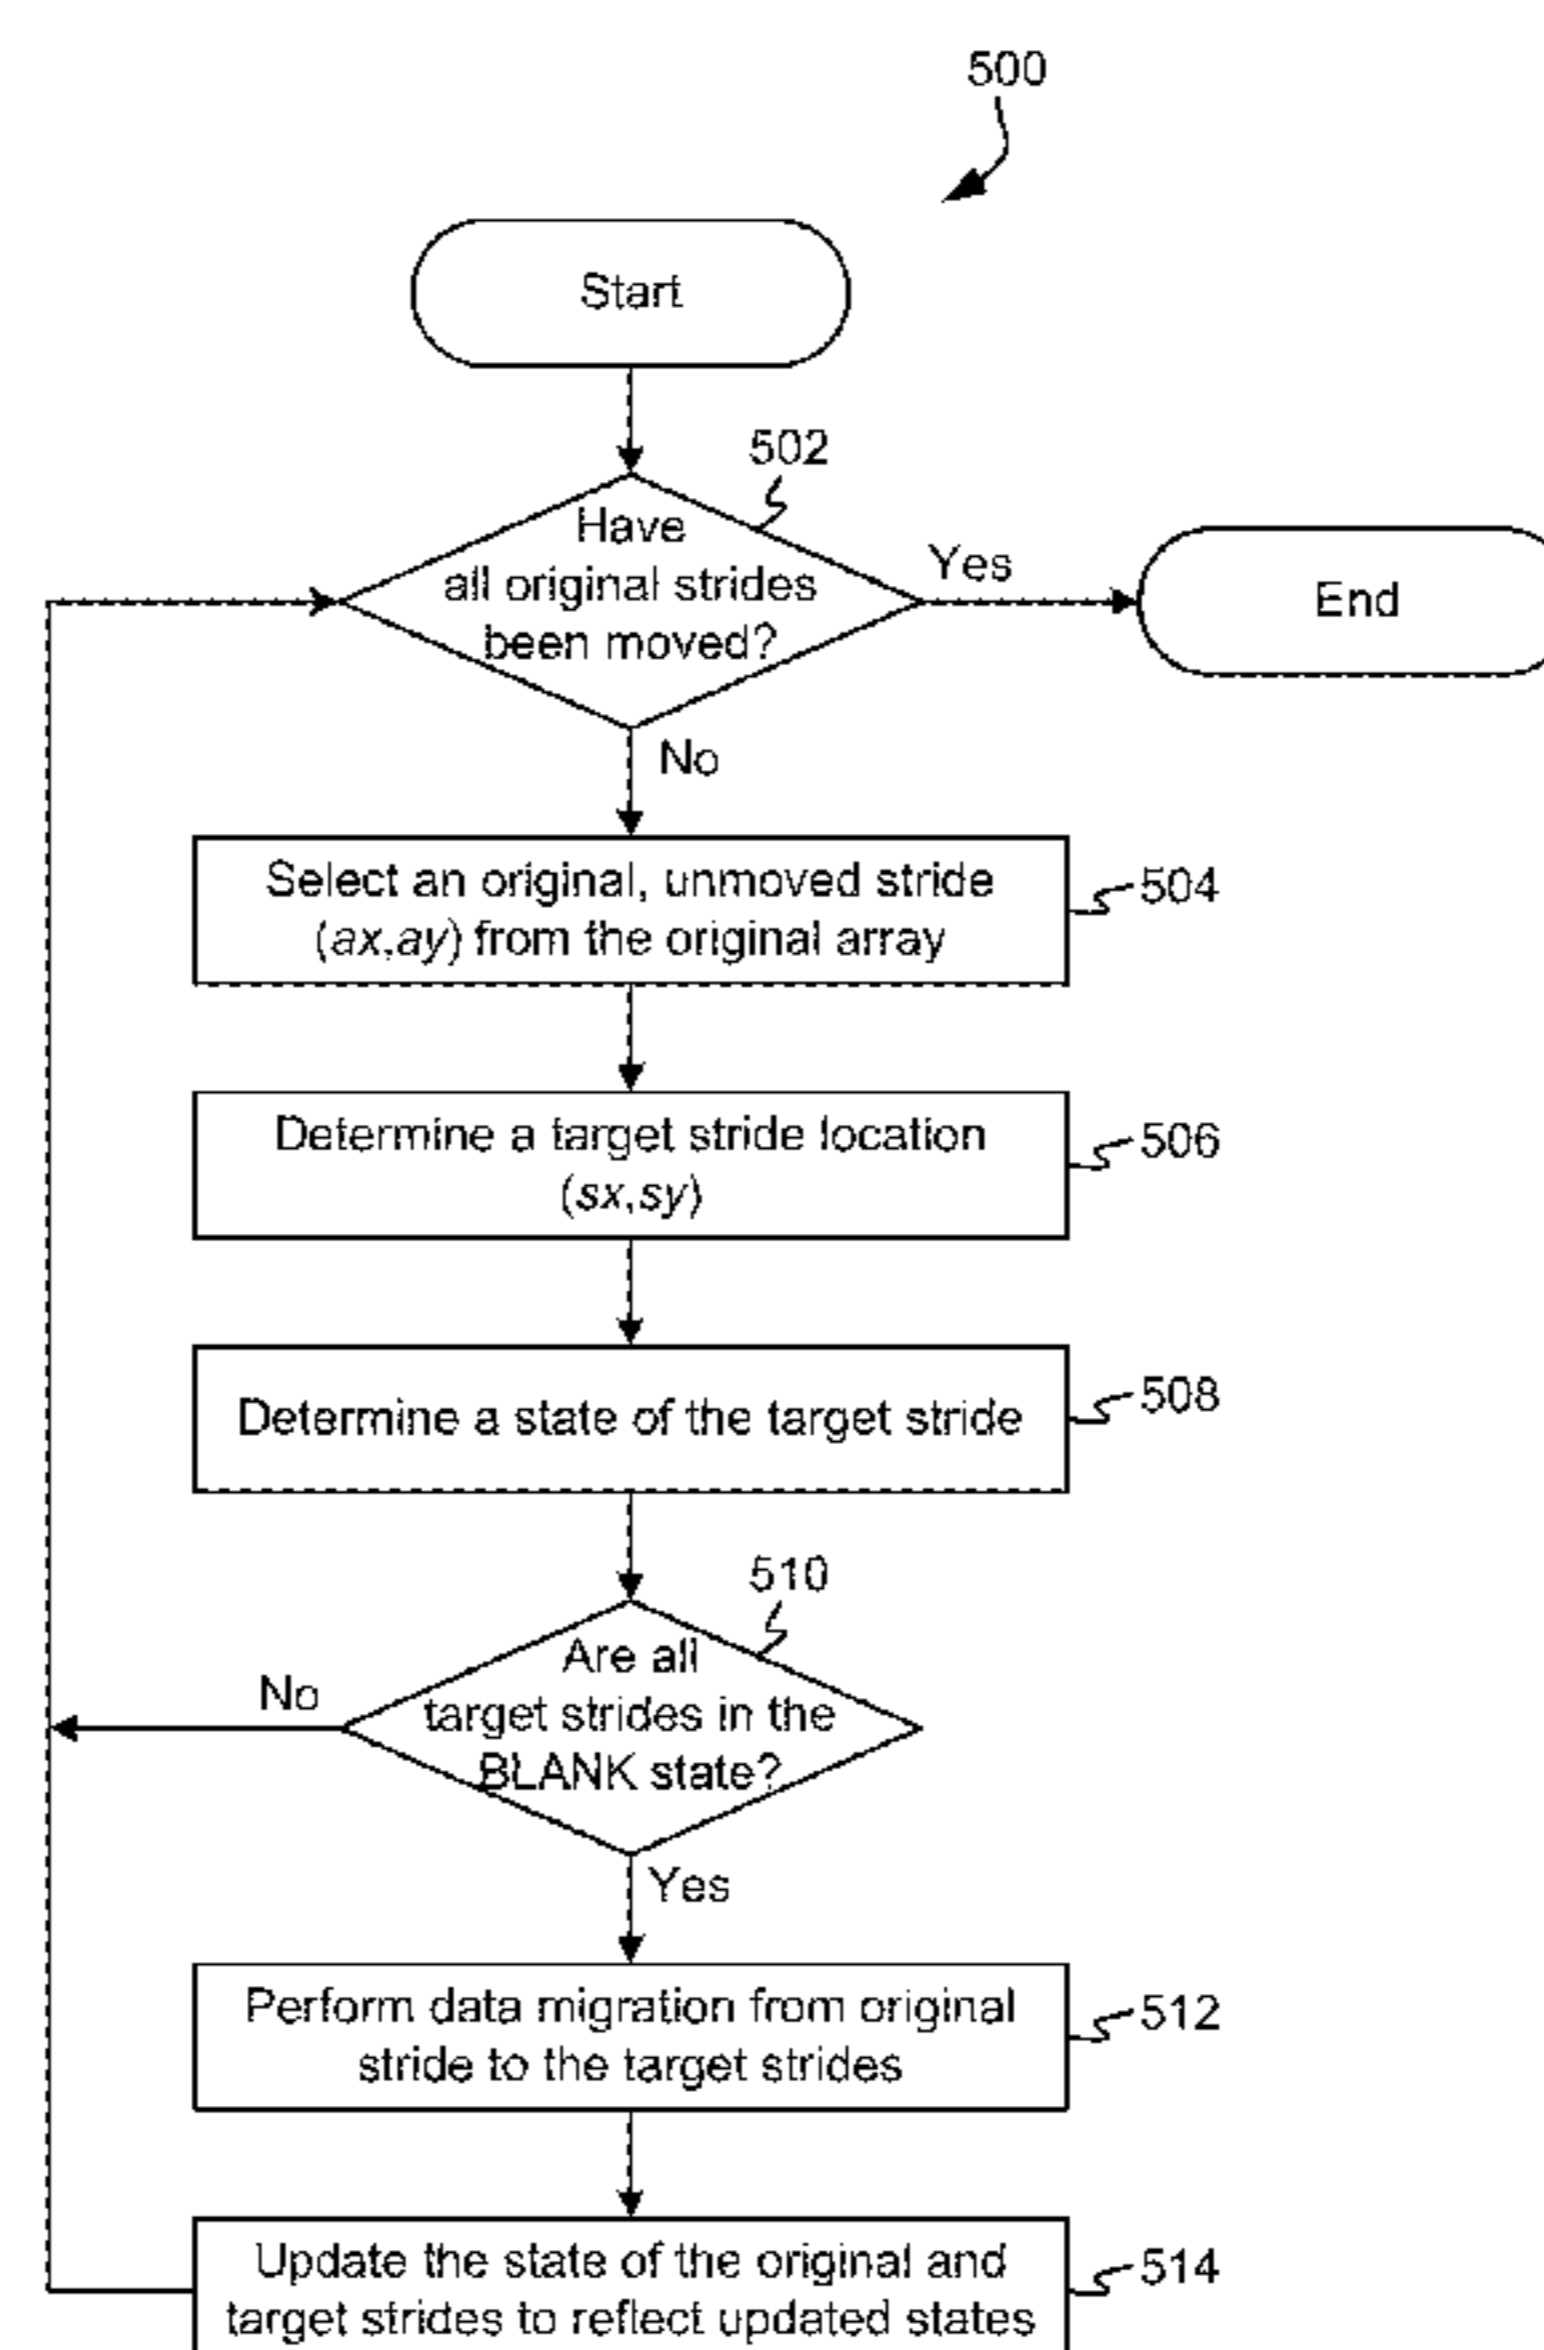 500
Start
502
Have
all original strides
been moved?
Yes
End
No
Select an original, unmoved stride
(ax,ay) from the original array
504
Determine a target stride location
(sx,sy)
506
Determine a state of the target stride
508
510
Are all
target strides in the
BLANK state?
No
Yes
Perform data migration from original
stride to the target strides
512
Update the state of the original and
target strides to reflect updated states
514